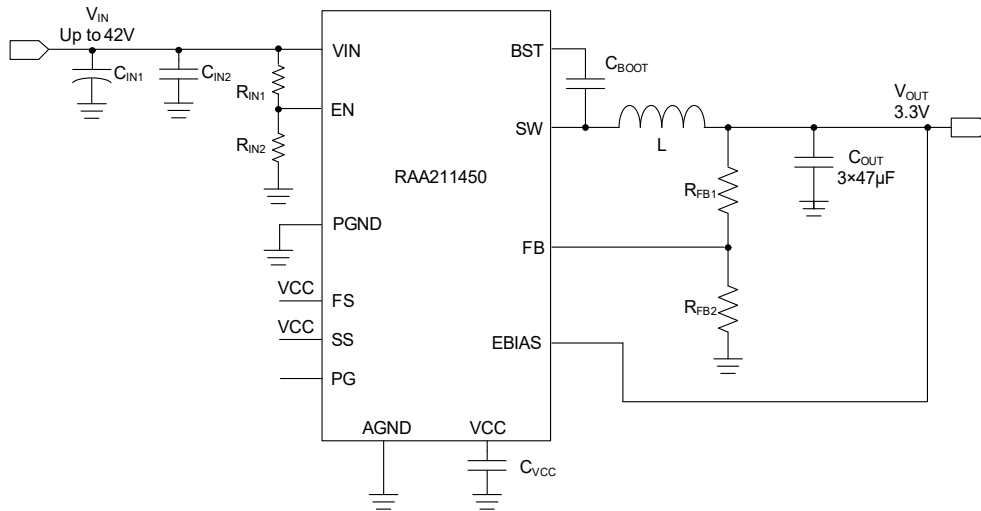 VIN
Up to 42V
CIN1
CIN2
RIN1
RIN2
VIN
EN
PGND
VCC
FS
VCC
SS
PG
AGND
VCC
CVCC
RAA211450
BST
CBOOT
SW
L
FB
EBIAS
RFB1
RFB2
VOUT
3.3V
COUT
3×47µF